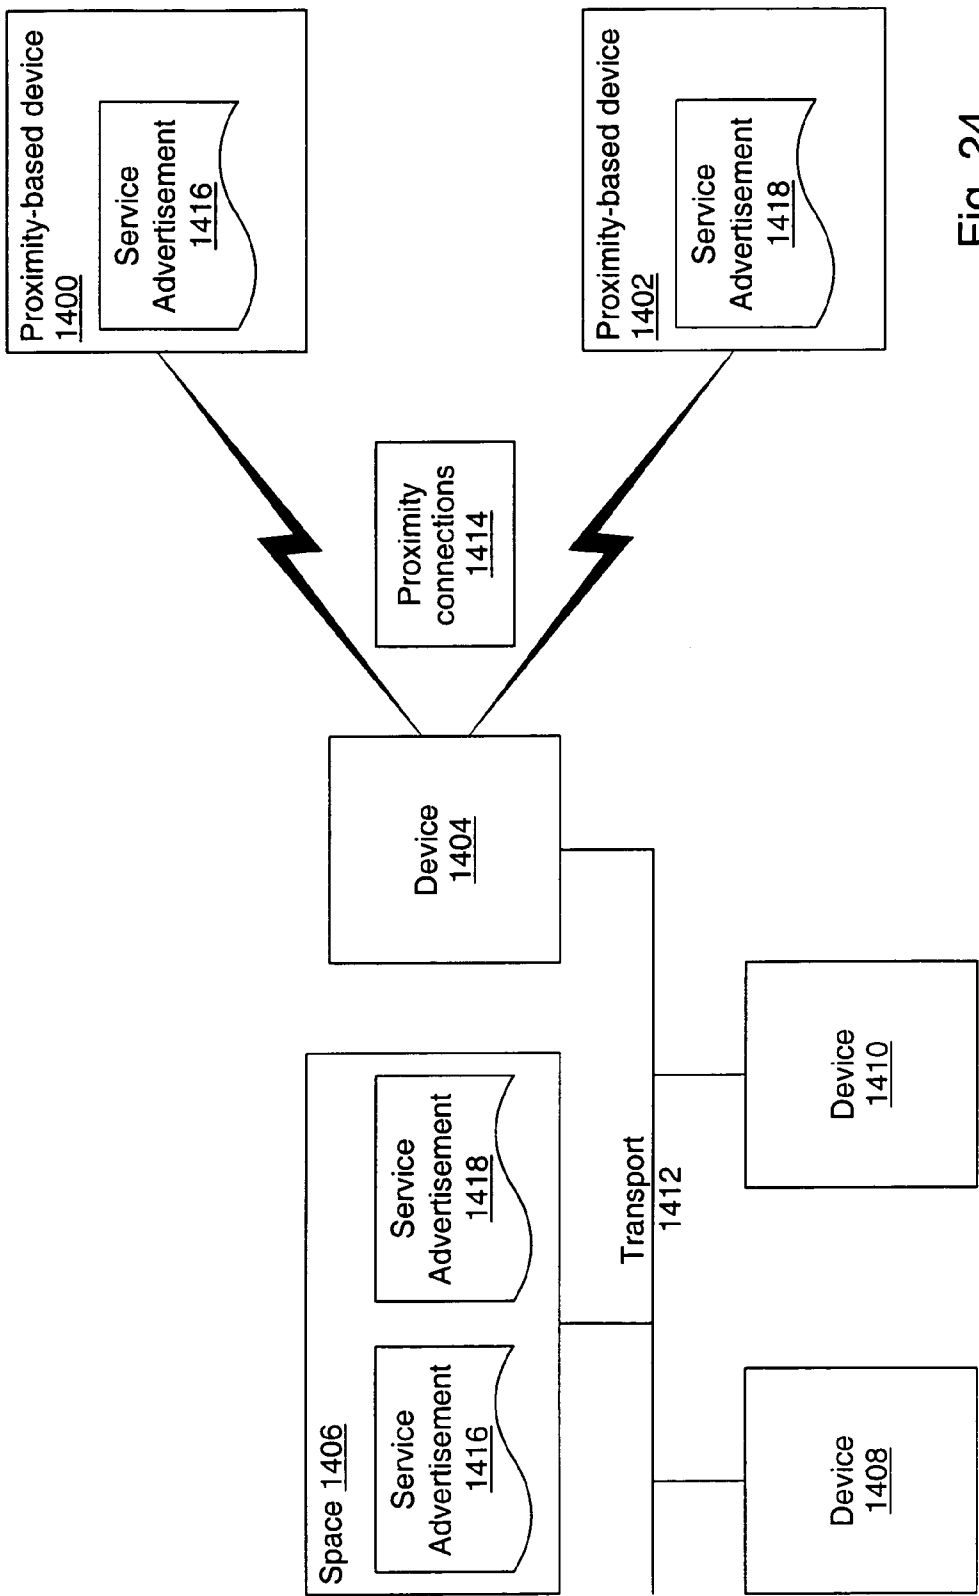 Proximity-based device
1400
Service
Advertisement
1416
Proximity-based device
1402
Service
Advertisement
1418
Proximity
connections
1414
Device
1404
Space 1406
Service
Advertisement
1416
Service
Advertisement
1418
Transport
1412
Device
1408
Device
1410
Fig. 24